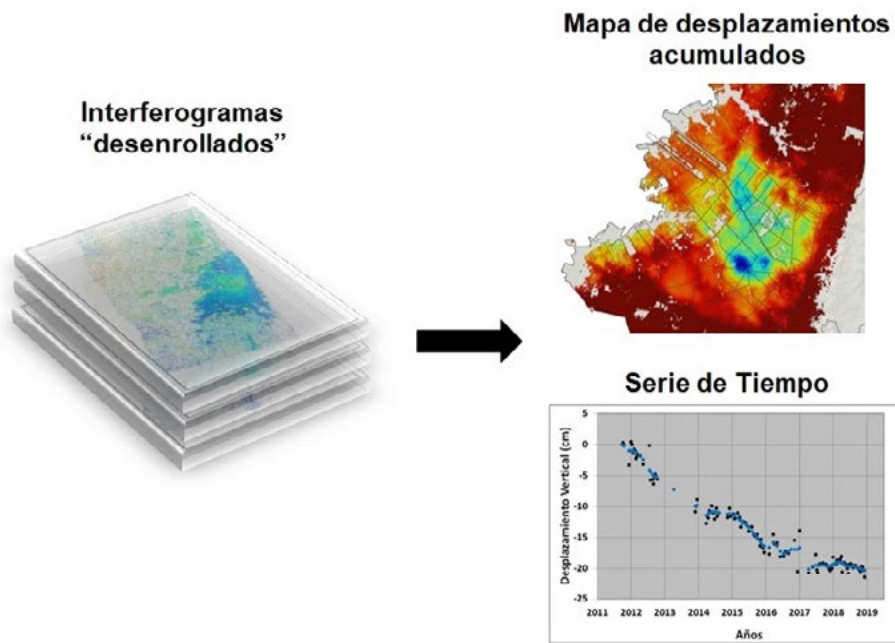 Mapa de desplazamientos
acumulados
Interferogramas
“desenrollados”
Serie de Tiempo
Desplazamiento Vertical (cm)
5
0
-5
-10
-15
-20
-25
2011 2012 2013 2014 2015 2016 2017 2018 2019
Años